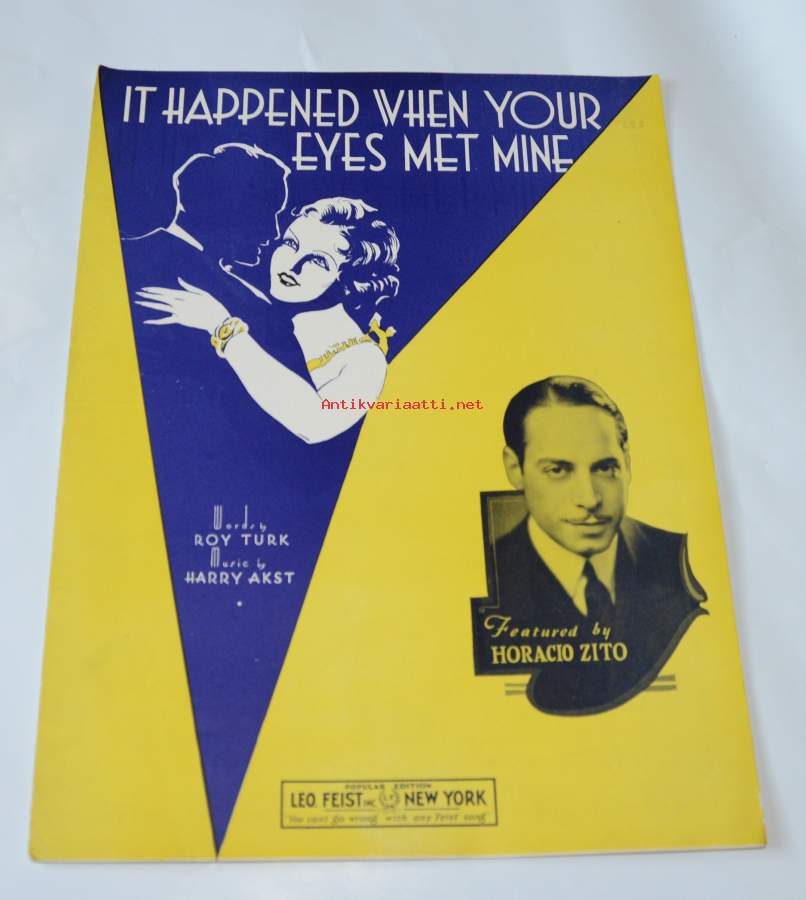 IT HAPPENED WHEN YOUR
EYES MET MINE
Antikvariaatti.net
Words by
ROY TURK
Music by
HARRY AKST
Featured by
HORACIO ZITO
POPULAR EDITION
LEO. FEIST INC. NEW YORK
You can't go wrong with any Feist song